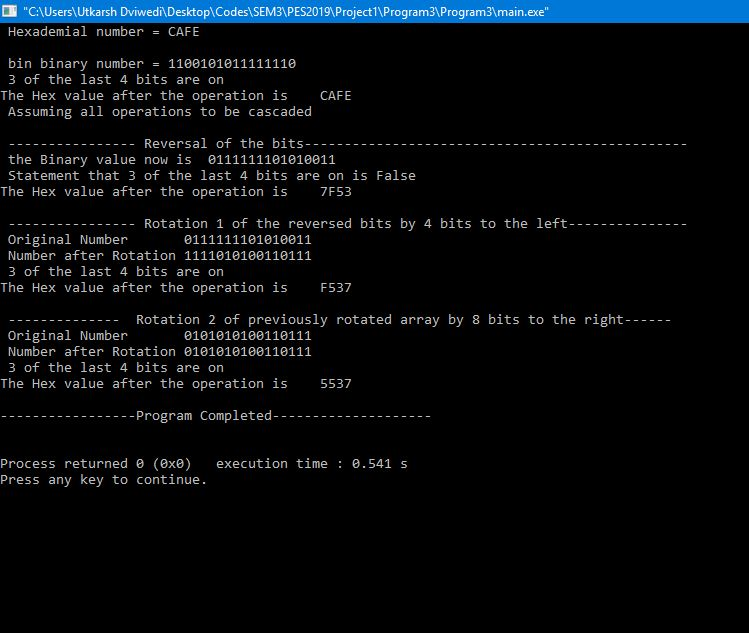 "C:\Users\Utkarsh Dviwedi\Desktop\Codes\SEM3\PES2019\Project1\Program3\Program3\main.exe"
Hexademial number = CAFE
bin binary number = 1100101011111110
3 of the last 4 bits are on
The Hex value after the operation is    CAFE
Assuming all operations to be cascaded
---------------- Reversal of the bits------------------------------------------------
the Binary value now is  0111111101010011
Statement that 3 of the last 4 bits are on is False
The Hex value after the operation is    7F53
---------------- Rotation 1 of the reversed bits by 4 bits to the left---------------
Original Number       0111111101010011
Number after Rotation 1111010100110111
3 of the last 4 bits are on
The Hex value after the operation is    F537
--------------  Rotation 2 of previously rotated array by 8 bits to the right------
Original Number       0101010100110111
Number after Rotation 0101010100110111
3 of the last 4 bits are on
The Hex value after the operation is    5537
-----------------Program Completed--------------------
Process returned 0 (0x0)   execution time : 0.541 s
Press any key to continue.